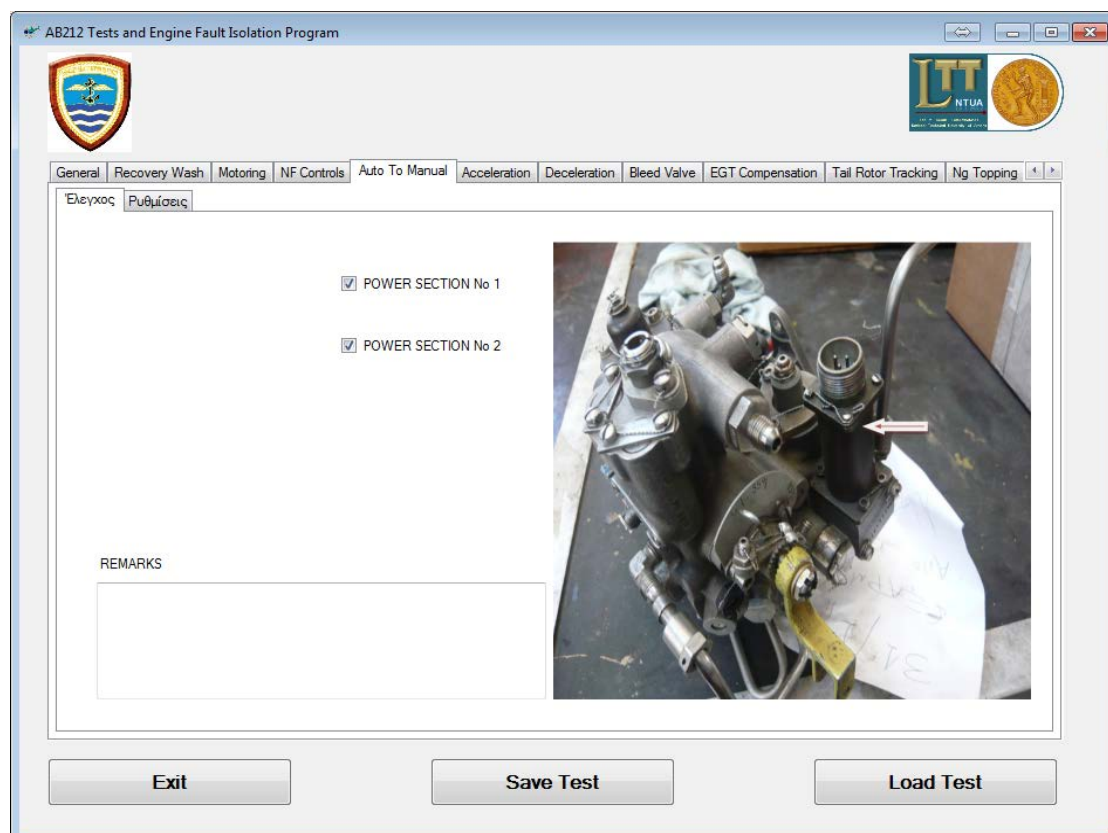 AB212 Tests and Engine Fault Isolation Program
LTT
NTUA
General Recovery Wash Motoring NF Controls Auto To Manual Acceleration Deceleration Bleed Valve EGT Compensation Tail Rotor Tracking Ng Topping
Έλεγχος Ρυθμίσεις
POWER SECTION No 1
POWER SECTION No 2
REMARKS
Exit Save Test Load Test